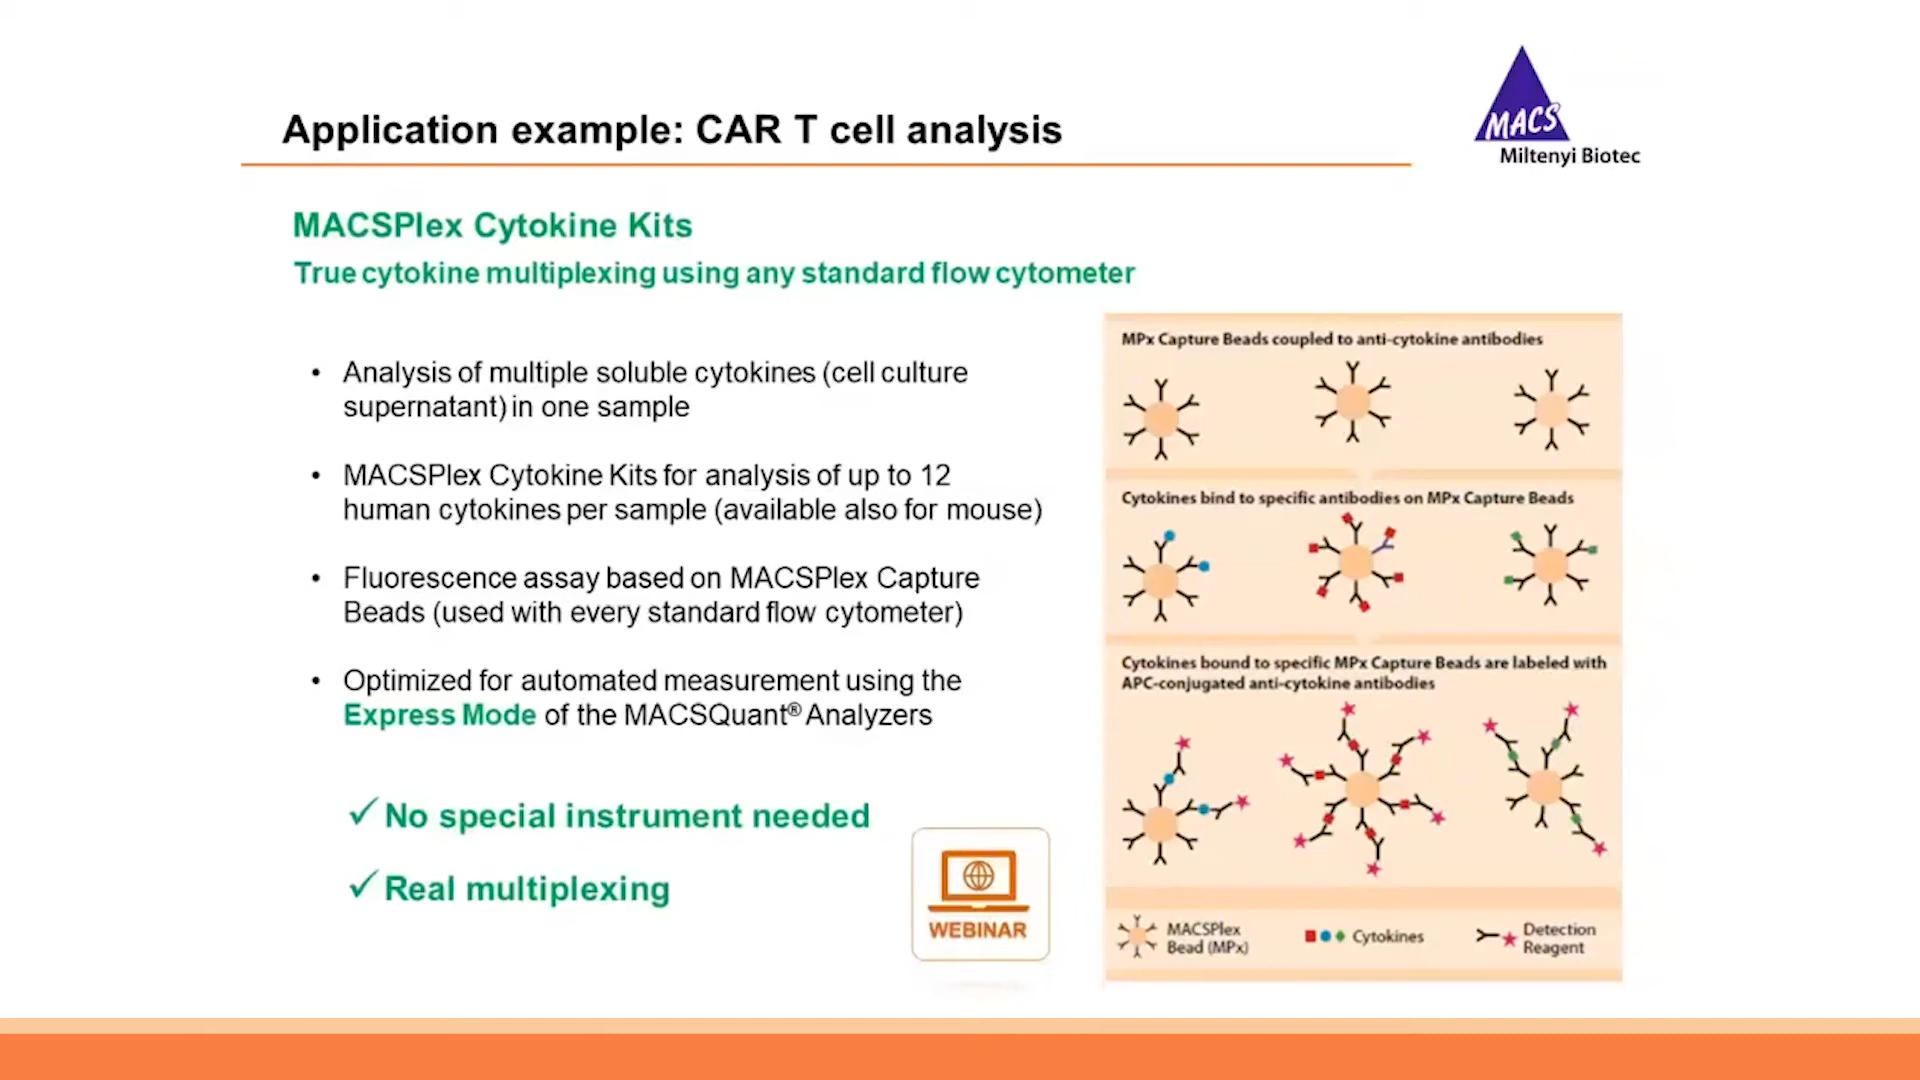 MACS
Miltenyi Biotec
Application example: CAR T cell analysis
MACSPlex Cytokine Kits
True cytokine multiplexing using any standard flow cytometer
• Analysis of multiple soluble cytokines (cell culture
supernatant) in one sample
• MACSPlex Cytokine Kits for analysis of up to 12
human cytokines per sample (available also for mouse)
• Fluorescence assay based on MACSPlex Capture
Beads (used with every standard flow cytometer)
• Optimized for automated measurement using the
Express Mode of the MACSQuant® Analyzers
✓ No special instrument needed
✓ Real multiplexing
WEBINAR
MPx Capture Beads coupled to anti-cytokine antibodies
Cytokines bind to specific antibodies on MPx Capture Beads
Cytokines bound to specific MPx Capture Beads are labeled with
APC-conjugated anti-cytokine antibodies
MACSPlex
Bead (MPx)
Cytokines
Detection
Reagent